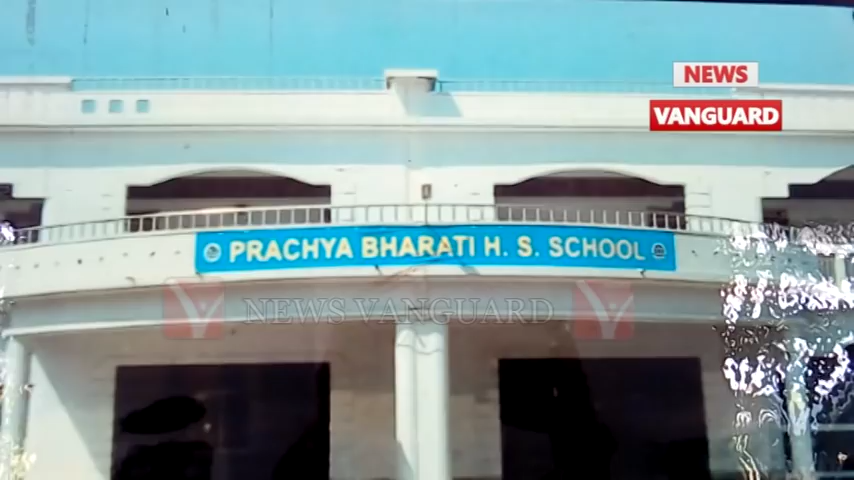 NEWS
VANGUARD
PRACHYA BHARATI H. S. SCHOOL
NEWS VANGUARD